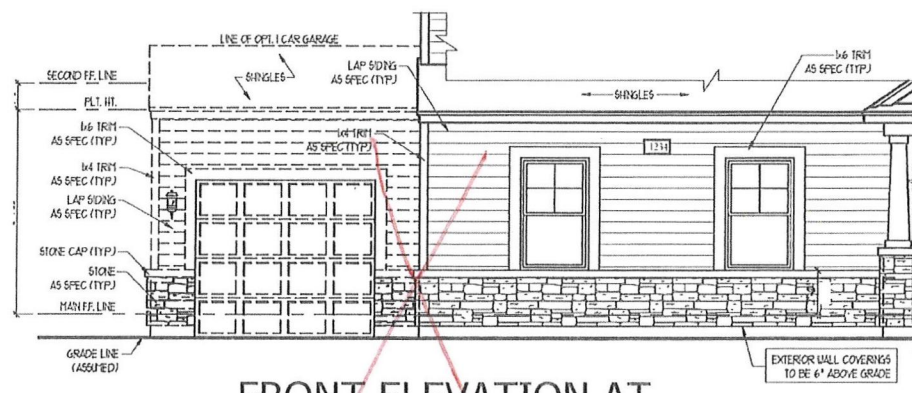 LINE OF OPT. 1 CAR GARAGE
SECOND F.F. LINE
SHINGLES
PLT. HT.
1x6 TRIM
AS SPEC (TYP.)
1x4 TRIM
AS SPEC (TYP.)
LAP SIDING
AS SPEC (TYP.)
STONE CAP (TYP.)
STONE
AS SPEC (TYP.)
MAIN F.F. LINE
GRADE LINE
(ASSUMED)
LAP SIDING
AS SPEC (TYP.)
1x4 TRIM
AS SPEC (TYP.)
SHINGLES
1x6 TRIM
AS SPEC (TYP.)
1234
EXTERIOR WALL COVERINGS
TO BE 6" ABOVE GRADE
FRONT ELEVATION AT